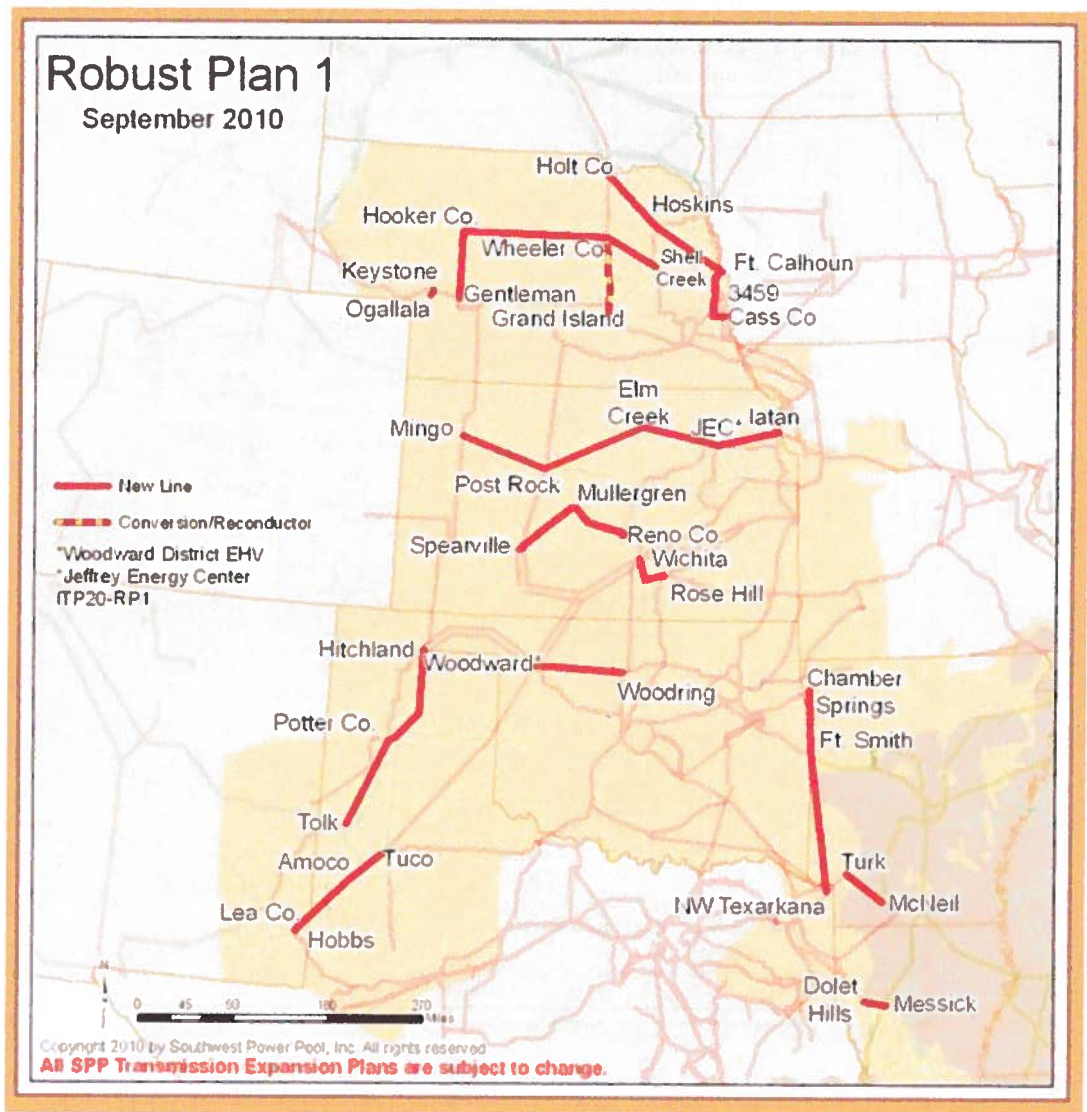 Robust Plan 1
September 2010
Holt Co.
Hoskins
Hooker Co.
Wheeler Co
Shell
Creek
Ft. Calhoun
Keystone
Ogallala
Gentleman
3459
Grand Island
Cass Co
Elm
Creek
Mingo
JEC*
Iatan
Post Rock
Mullergren
New Line
Conversion/Reconductor
*Woodward District EHV
*Jeffrey Energy Center
ITP20-RP1
Spearville
Reno Co.
Wichita
Rose Hill
Hitchland
Woodward*
Woodring
Chamber
Springs
Potter Co.
Ft. Smith
Tolk
Amoco
Tuco
Turk
Lea Co.
NW Texarkana
McNeil
Hobbs
Dolet
Hills
Messick
N
0 45 90 180 270
Miles
Copyright 2010 by Southwest Power Pool, Inc. All rights reserved
All SPP Transmission Expansion Plans are subject to change.